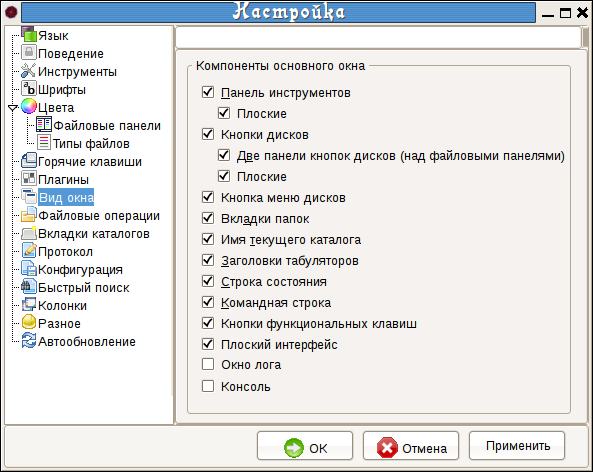 Настройка
Язык
Поведение
Инструменты
Шрифты
Цвета
Файловые панели
Типы файлов
Горячие клавиши
Плагины
Вид окна
Файловые операции
Вкладки каталогов
Протокол
Конфигурация
Быстрый поиск
Колонки
Разное
Автообновление
Компоненты основного окна
Панель инструментов
Плоские
Кнопки дисков
Две панели кнопок дисков (над файловыми панелями)
Плоские
Кнопка меню дисков
Вкладки папок
Имя текущего каталога
Заголовки табуляторов
Строка состояния
Командная строка
Кнопки функциональных клавиш
Плоский интерфейс
Окно лога
Консоль
OK
Отмена
Применить